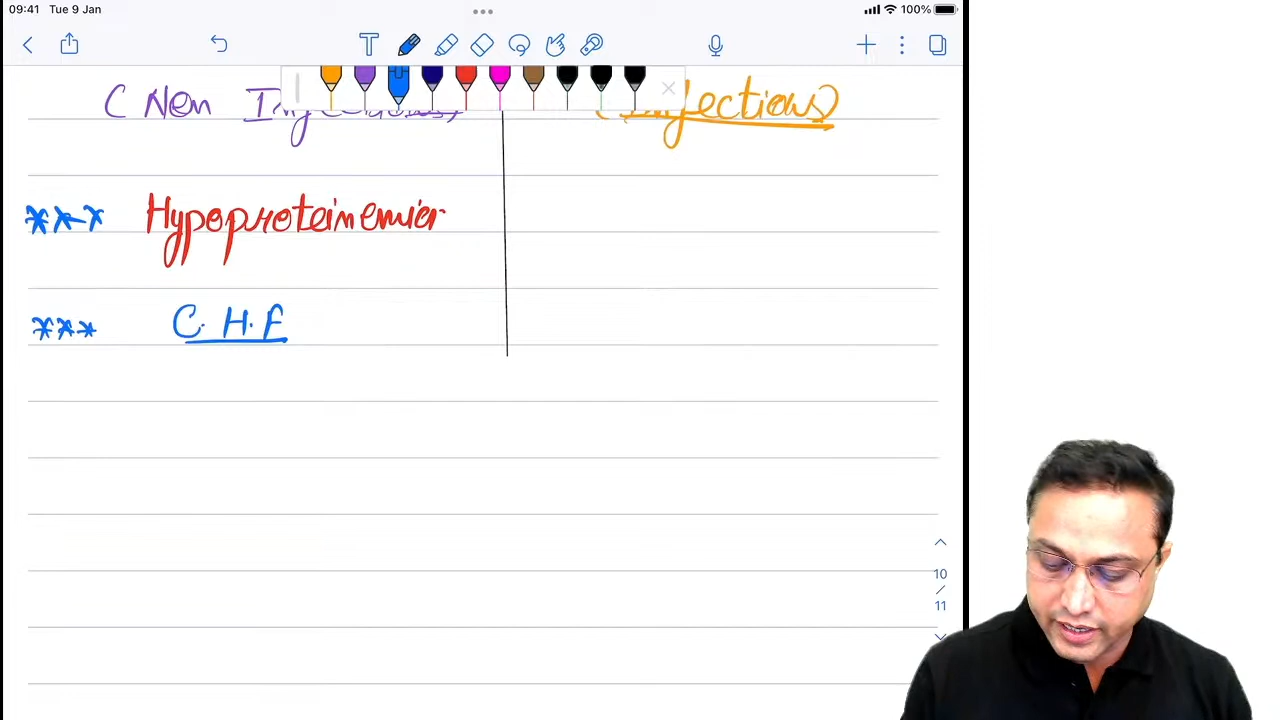 09:41 Tue 9 Jan
100%
T
( Non
fections)
*** Hypoproteinemia
*** C.H.F
10
/
11